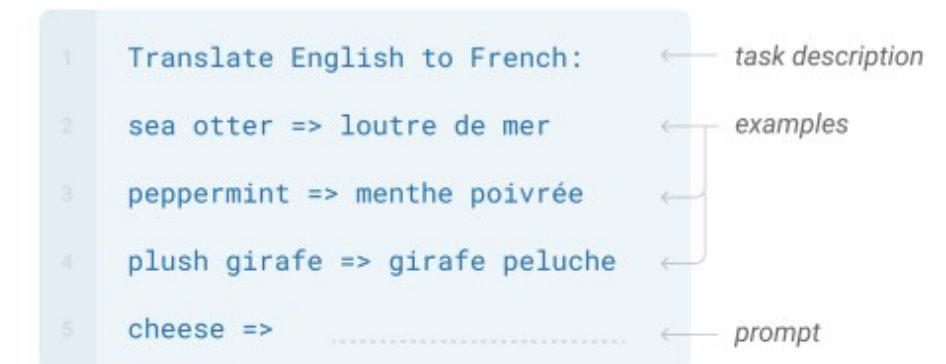 1 Translate English to French: task description
2 sea otter => loutre de mer examples
3 peppermint => menthe poivrée
4 plush girafe => girafe peluche
5 cheese => prompt